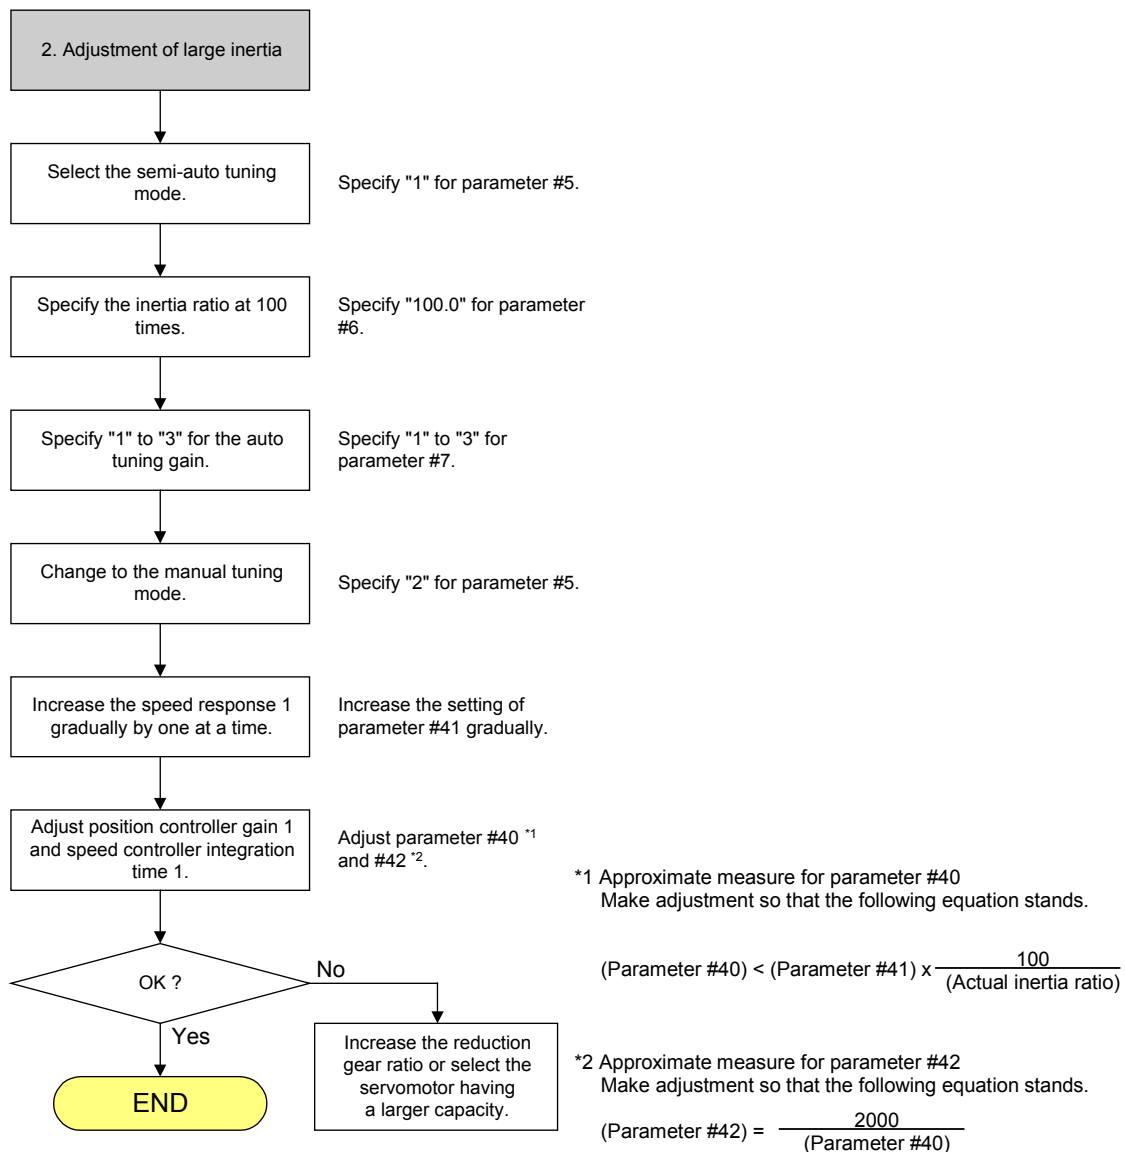 2. Adjustment of large inertia
Select the semi-auto tuning
mode.
Specify "1" for parameter #5.
Specify the inertia ratio at 100
times.
Specify "100.0" for parameter
#6.
Specify "1" to "3" for the auto
tuning gain.
Specify "1" to "3" for
parameter #7.
Change to the manual tuning
mode.
Specify "2" for parameter #5.
Increase the speed response 1
gradually by one at a time.
Increase the setting of
parameter #41 gradually.
Adjust position controller gain 1
and speed controller integration
time 1.
Adjust parameter #40 *1
and #42 *2.
OK ?
No
Yes
END
Increase the reduction
gear ratio or select the
servomotor having
a larger capacity.
*1 Approximate measure for parameter #40
Make adjustment so that the following equation stands.
(Parameter #40) < (Parameter #41) x 100
(Actual inertia ratio)
*2 Approximate measure for parameter #42
Make adjustment so that the following equation stands.
(Parameter #42) = 2000
(Parameter #40)